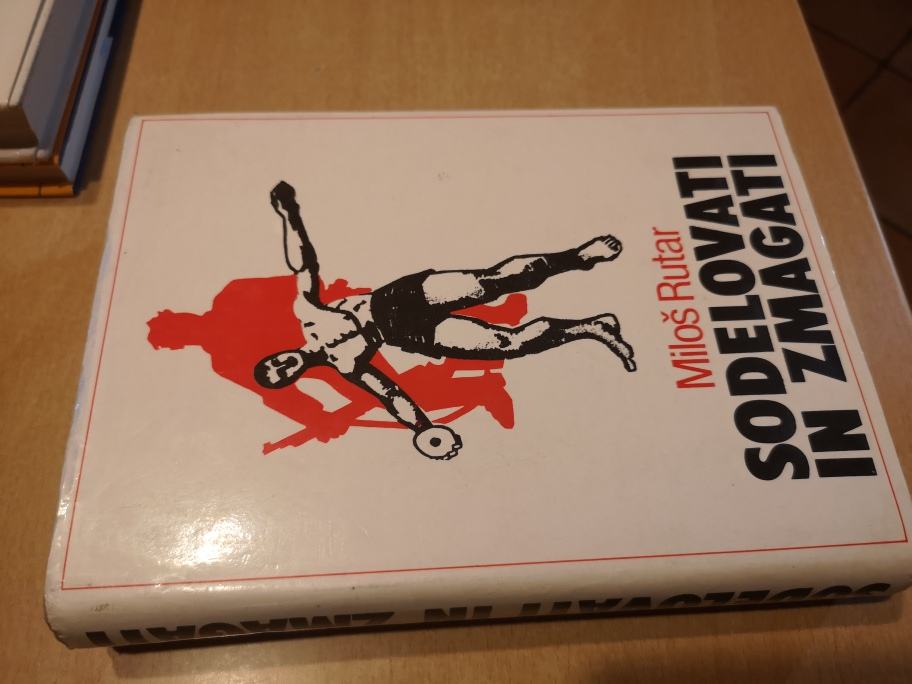 Miloš Rutar
SODELOVATI
IN ZMAGATI
SODELOVATI IN ZMAGATI